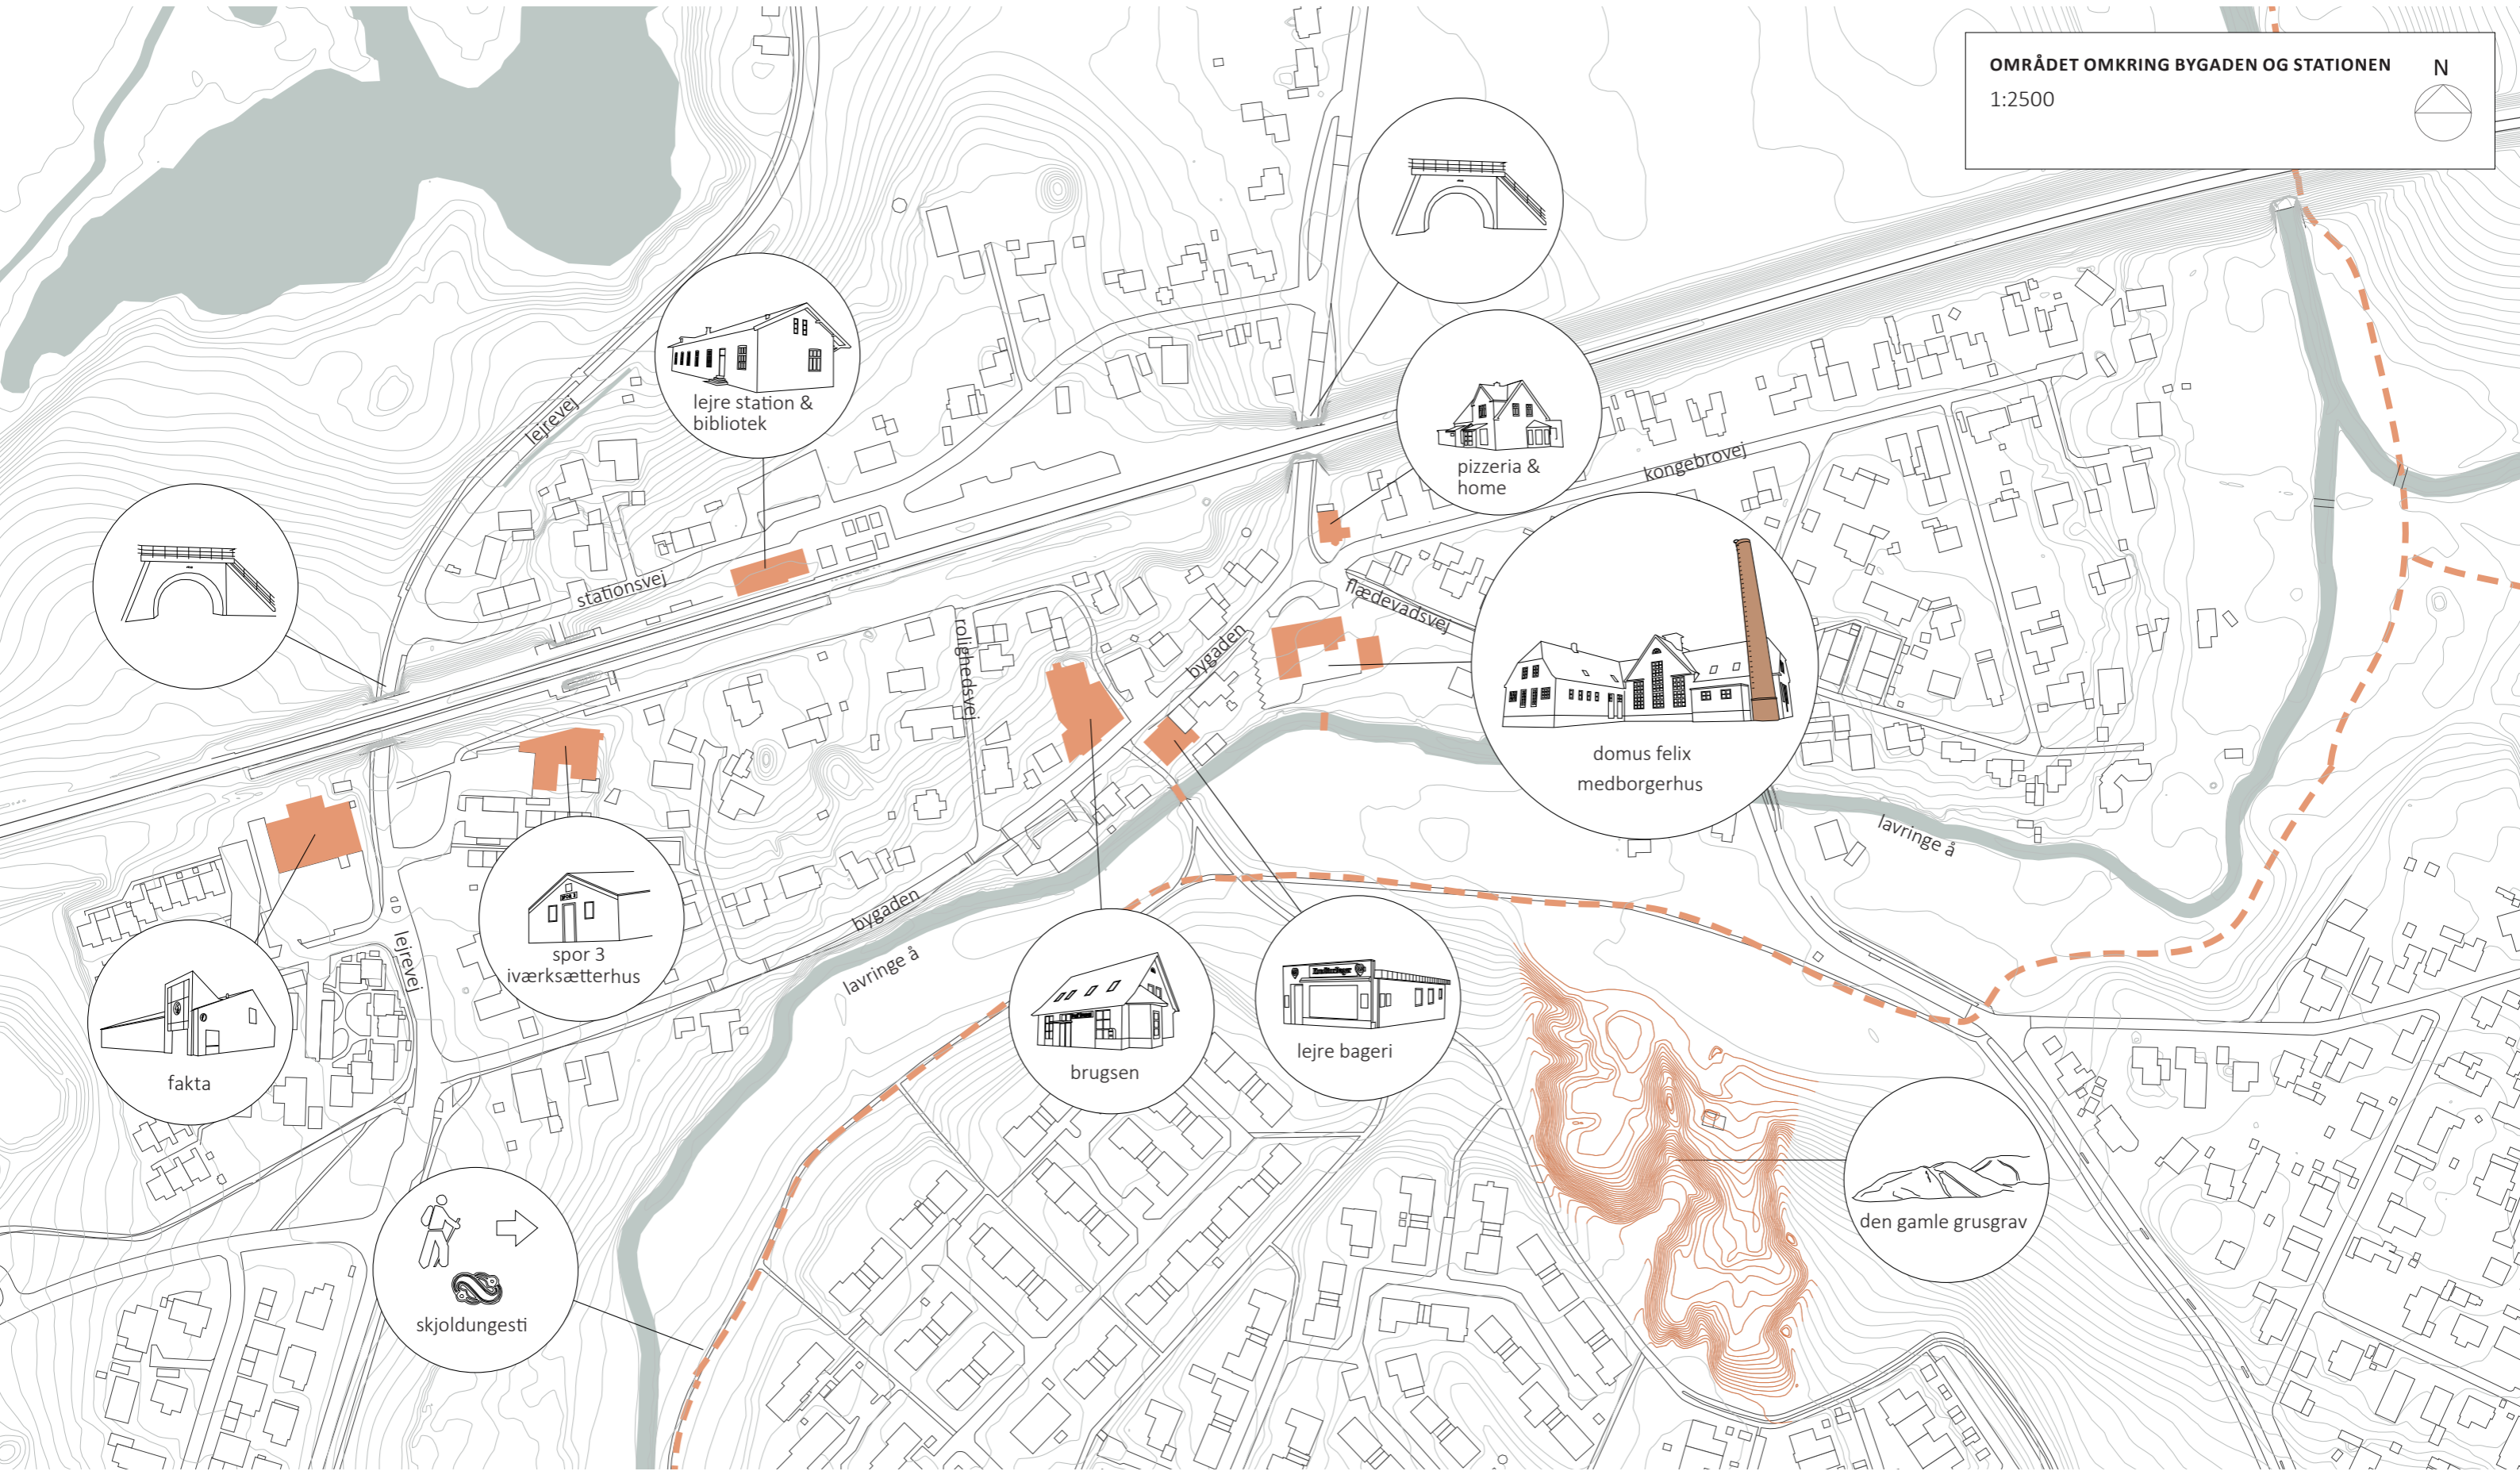 OMRÅDET OMKRING BYGADEN OG STATIONEN
1:2500
N
lejre station &
bibliotek
lejrevej
pizzeria &
home
kongebrovej
stationsvej
flædevadsvej
rolighedsvej
bygaden
domus felix
medborgerhus
lavringe å
bygaden
lavringe å
lejrevej
spor 3
iværksætterhus
fakta
brugsen
lejre bageri
den gamle grusgrav
skjoldungesti